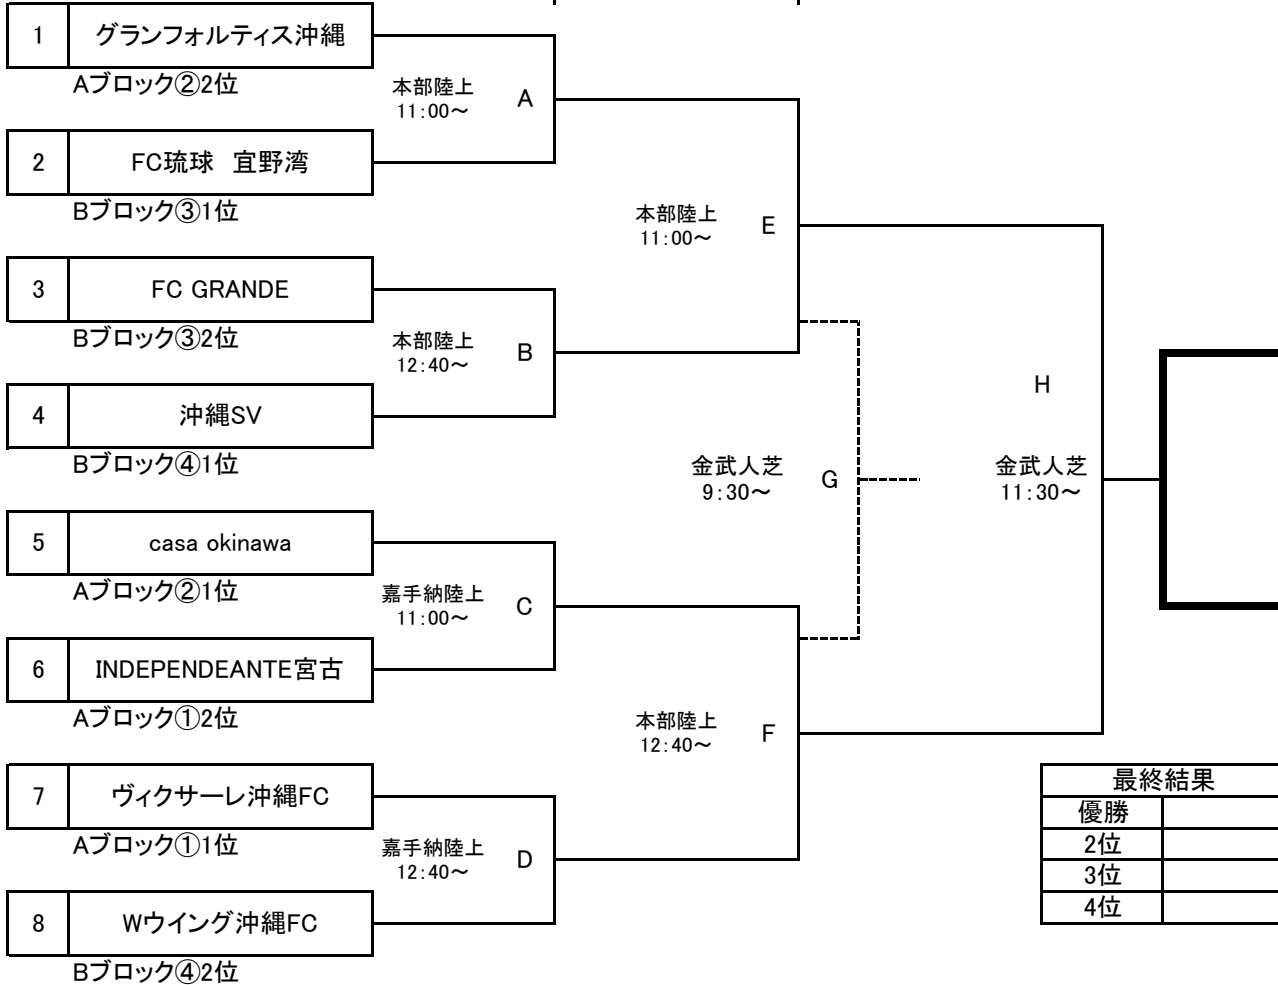 1 グランフォルティス沖縄
Aブロック②2位
本部陸上
11:00～
A
2 FC琉球　宜野湾
Bブロック③1位
本部陸上
11:00～
E
3 FC GRANDE
Bブロック③2位
本部陸上
12:40～
B
4 沖縄SV
Bブロック④1位
金武人芝
9:30～
G
H
金武人芝
11:30～
5 casa okinawa
Aブロック②1位
嘉手納陸上
11:00～
C
6 INDEPENDEANTE宮古
Aブロック①2位
本部陸上
12:40～
F
7 ヴィクサーレ沖縄FC
Aブロック①1位
嘉手納陸上
12:40～
D
8 Wウイング沖縄FC
Bブロック④2位
最終結果
優勝
2位
3位
4位